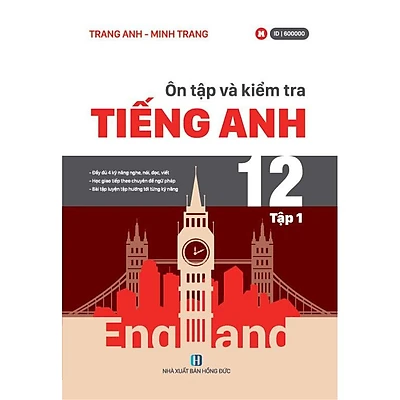 TRANG ANH - MINH TRANG
ID | 600000
Ôn tập và kiểm tra
TIẾNG ANH
12
Tập 1
- Đầy đủ 4 kỹ năng nghe, nói, đọc, viết
- Học giao tiếp theo chuyên đề ngữ pháp
- Bài tập luyện tập hướng tới từng kỹ năng
England
NHÀ XUẤT BẢN HỒNG ĐỨC